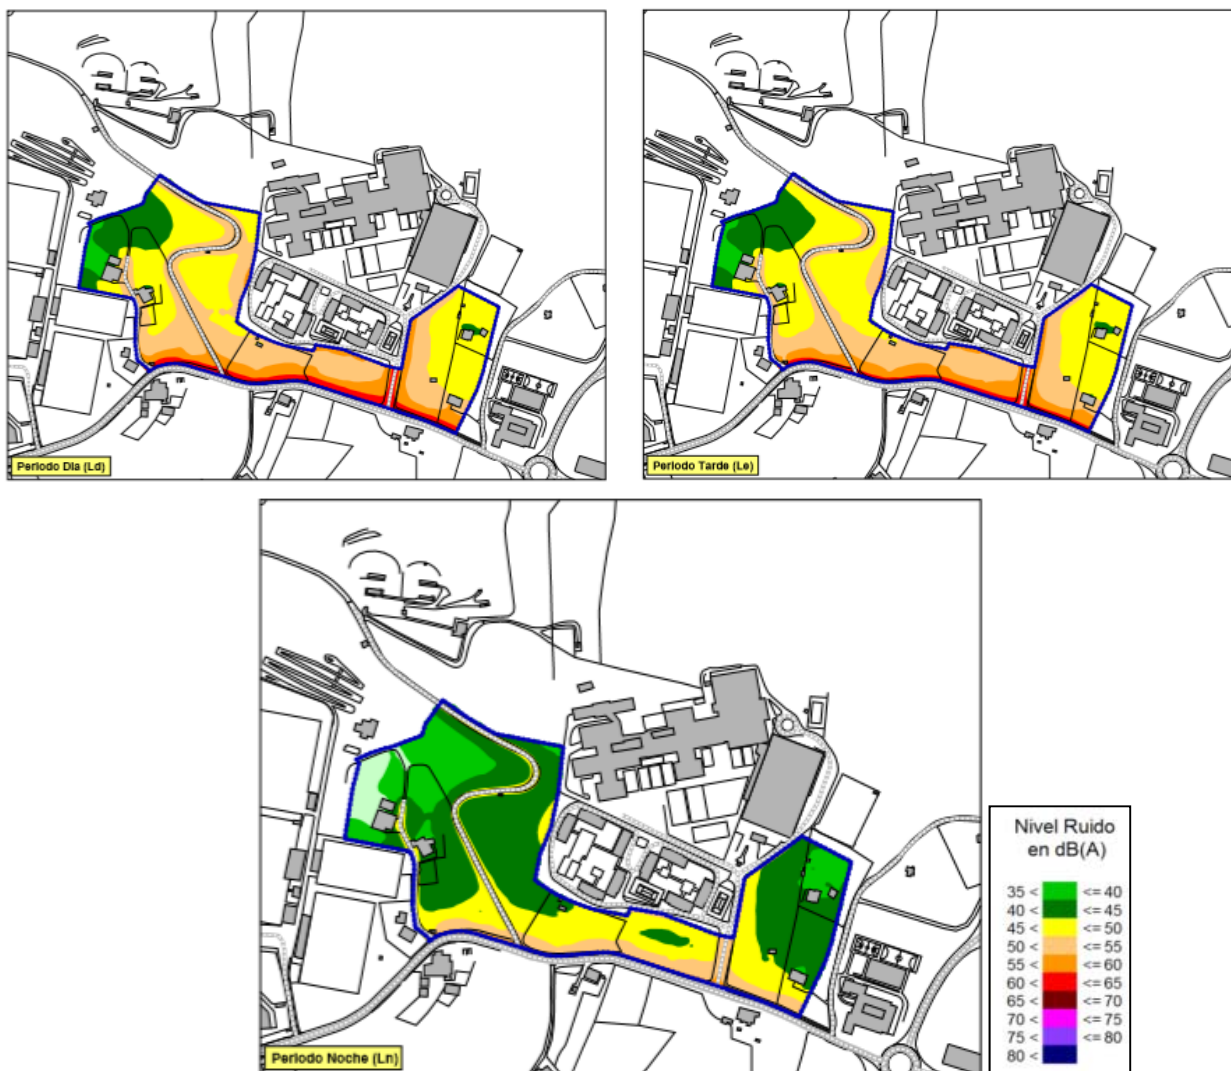 Periodo Dia (Ld)
Periodo Tarde (Le)
Periodo Noche (Ln)
Nivel Ruido
en dB(A)
35 < <= 40
40 < <= 45
45 < <= 50
50 < <= 55
55 < <= 60
60 < <= 65
65 < <= 70
70 < <= 75
75 < <= 80
80 <